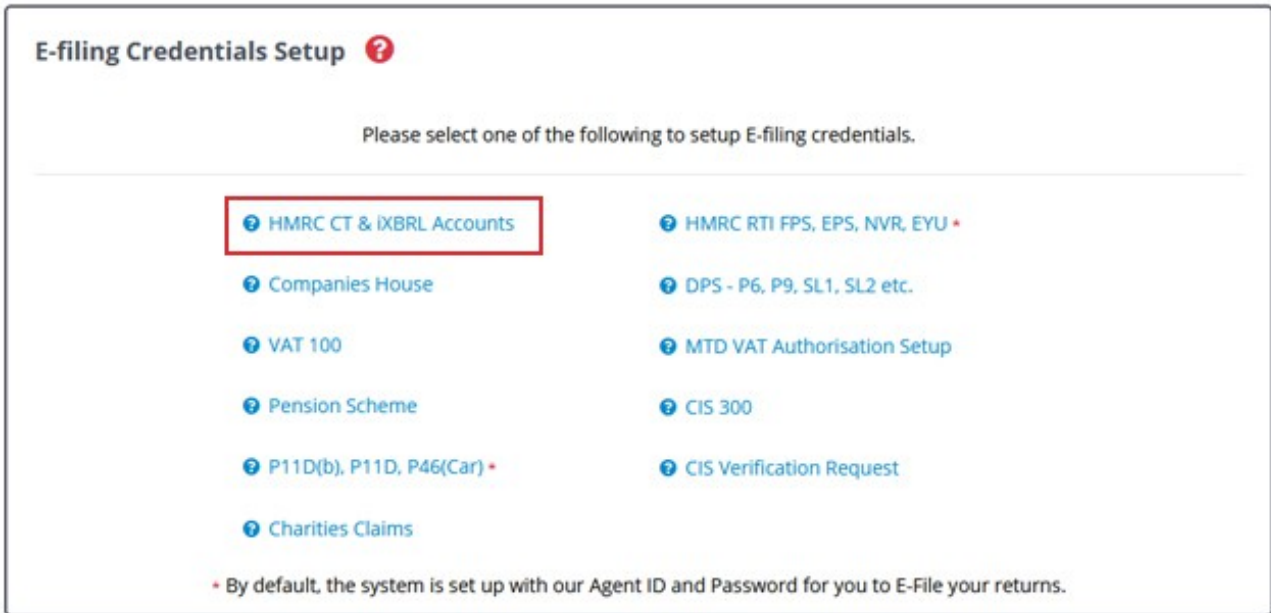 E-filing Credentials Setup
Please select one of the following to setup E-filing credentials.
HMRC CT & iXBRL Accounts
HMRC RTI FPS, EPS, NVR, EYU *
Companies House
DPS - P6, P9, SL1, SL2 etc.
VAT 100
MTD VAT Authorisation Setup
Pension Scheme
CIS 300
P11D(b), P11D, P46(Car) *
CIS Verification Request
Charities Claims
* By default, the system is set up with our Agent ID and Password for you to E-File your returns.